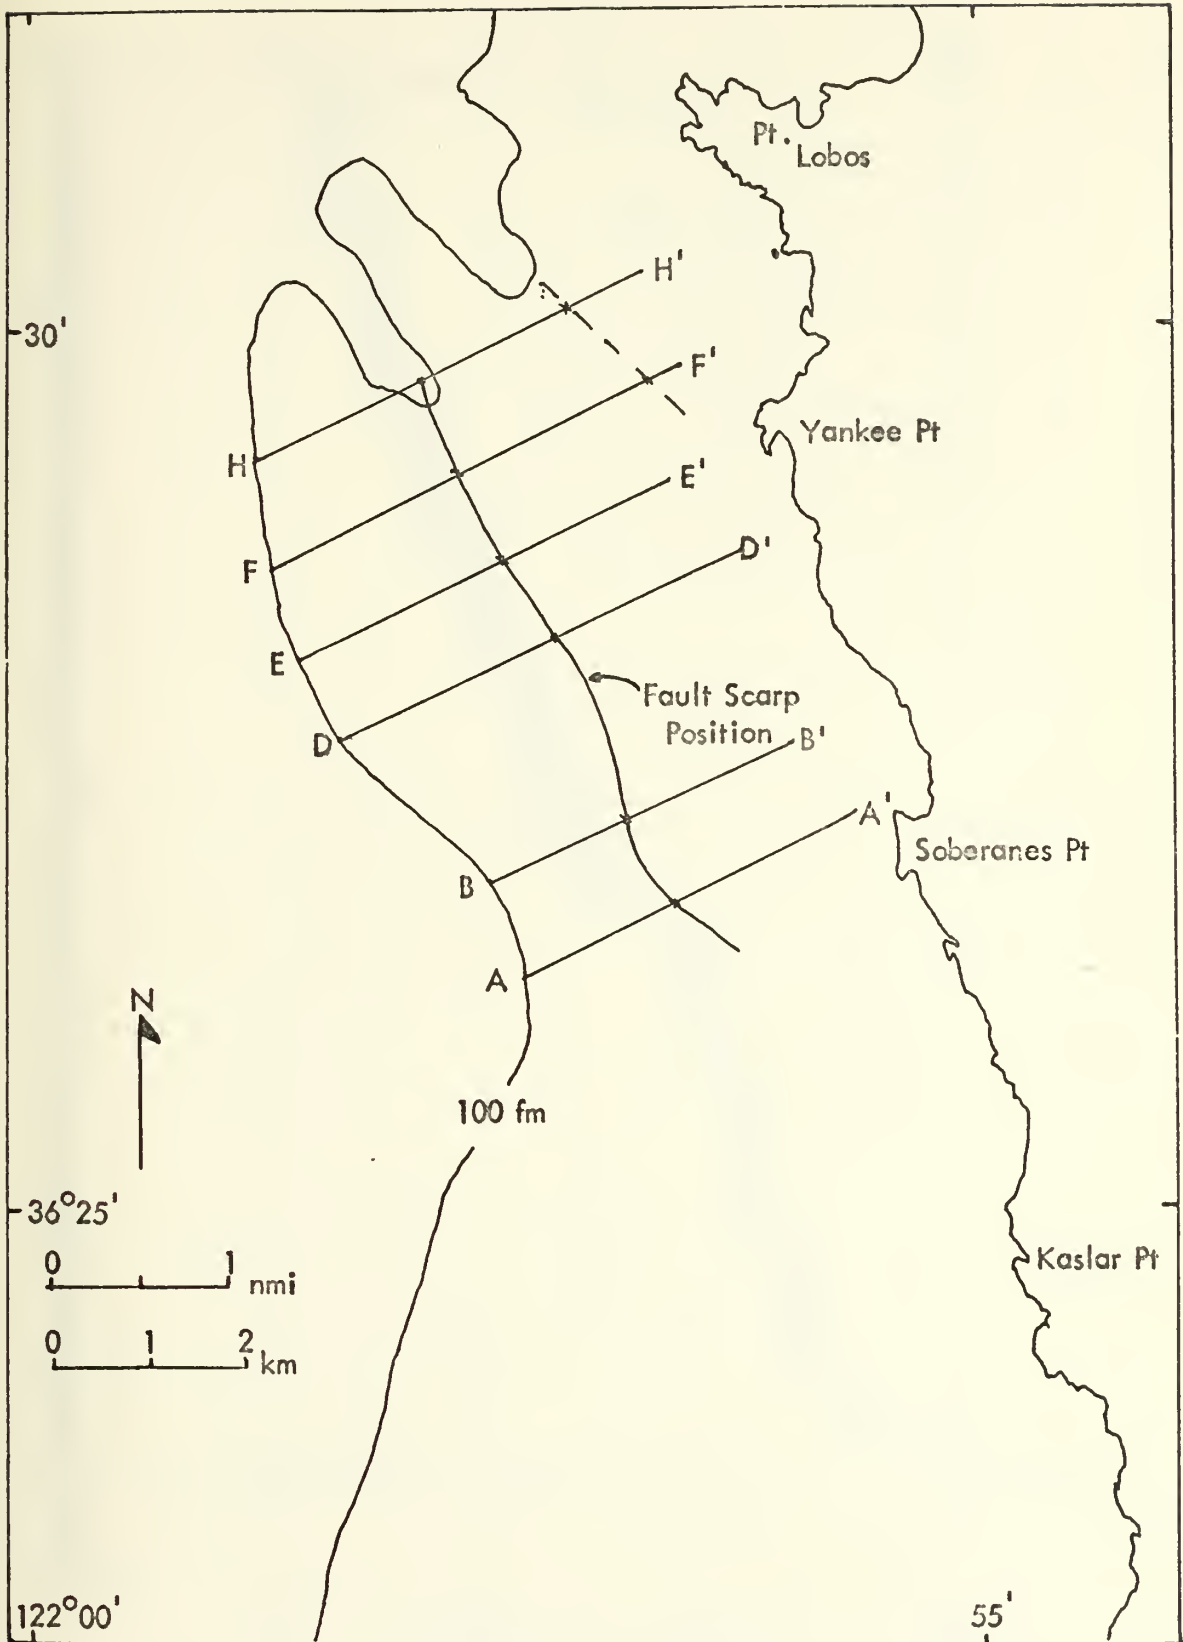 Pt.
Lobos
H'
30'
F'
Yankee Pt
H
E'
D'
F
E
Fault Scarp
Position
D
B'
A'
Soberanes Pt
B
A
N
100 fm
36°25'
0 1
nmi
Kaslar Pt
0 1 2
km
122°00'
55'